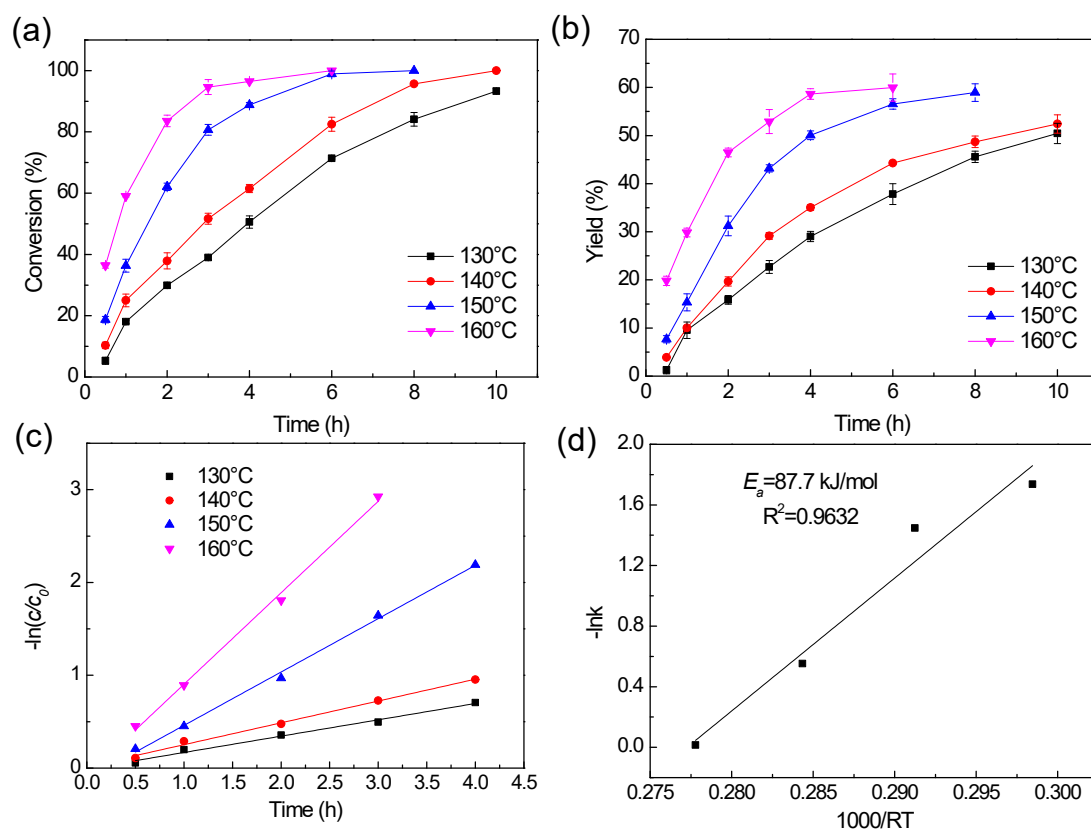 (a)
Conversion (%)
100
80
60
40
20
0
0 2 4 6 8 10
Time (h)
130°C
140°C
150°C
160°C
(b)
Yield (%)
70
60
50
40
30
20
10
0
0 2 4 6 8 10
Time (h)
130°C
140°C
150°C
160°C
(c)
-ln(c/c0)
3
2
1
0
0.0 0.5 1.0 1.5 2.0 2.5 3.0 3.5 4.0
Time (h)
130°C
140°C
150°C
160°C
(d)
-lnk
2.0
1.8
1.2
0.6
0.0
0.275 0.280 0.285 0.290 0.295 0.300
1000/RT
Ea=87.7 kJ/mol
R²=0.9632